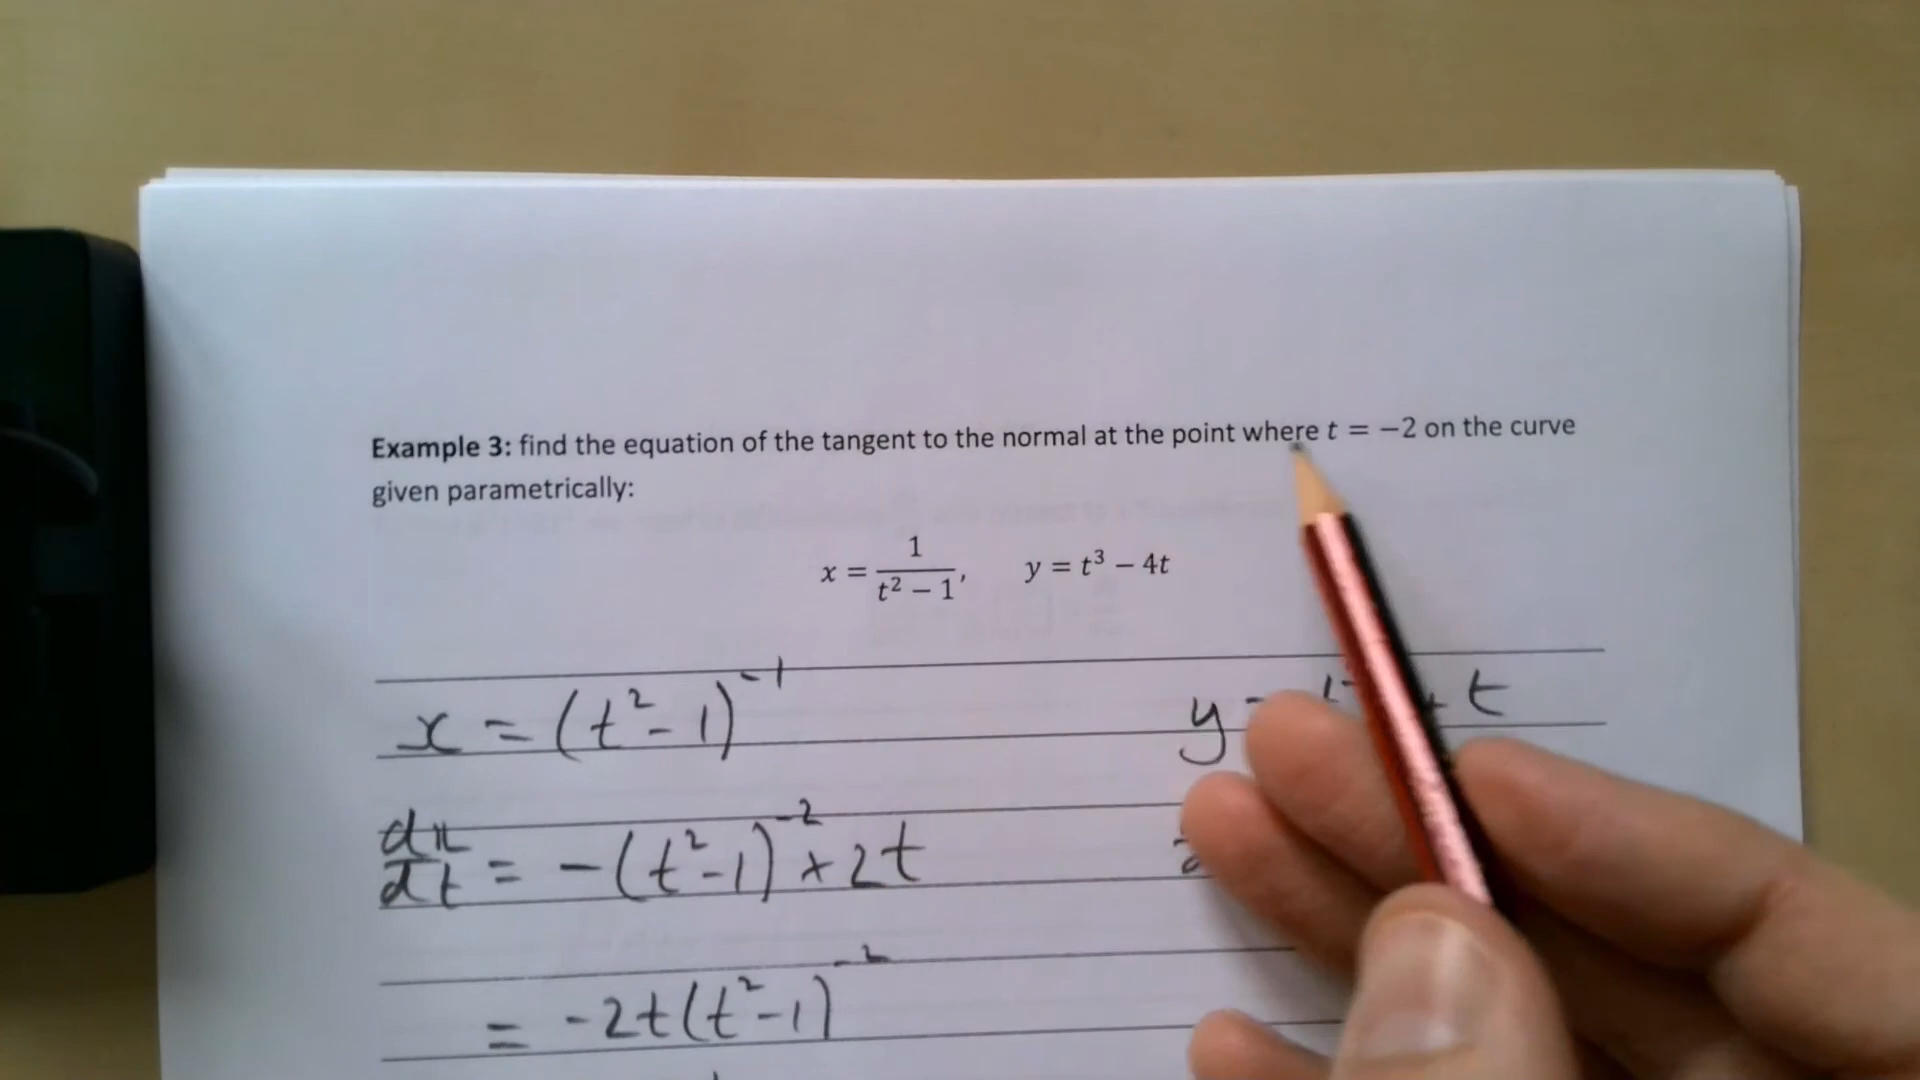 Example 3: find the equation of the tangent to the normal at the point where t = −2 on the curve
given parametrically:
x = 1/(t² − 1), y = t³ − 4t
x = (t² - 1)⁻¹ y t
dx/dt = -(t² - 1)⁻² × 2t
= -2t(t² - 1)⁻²